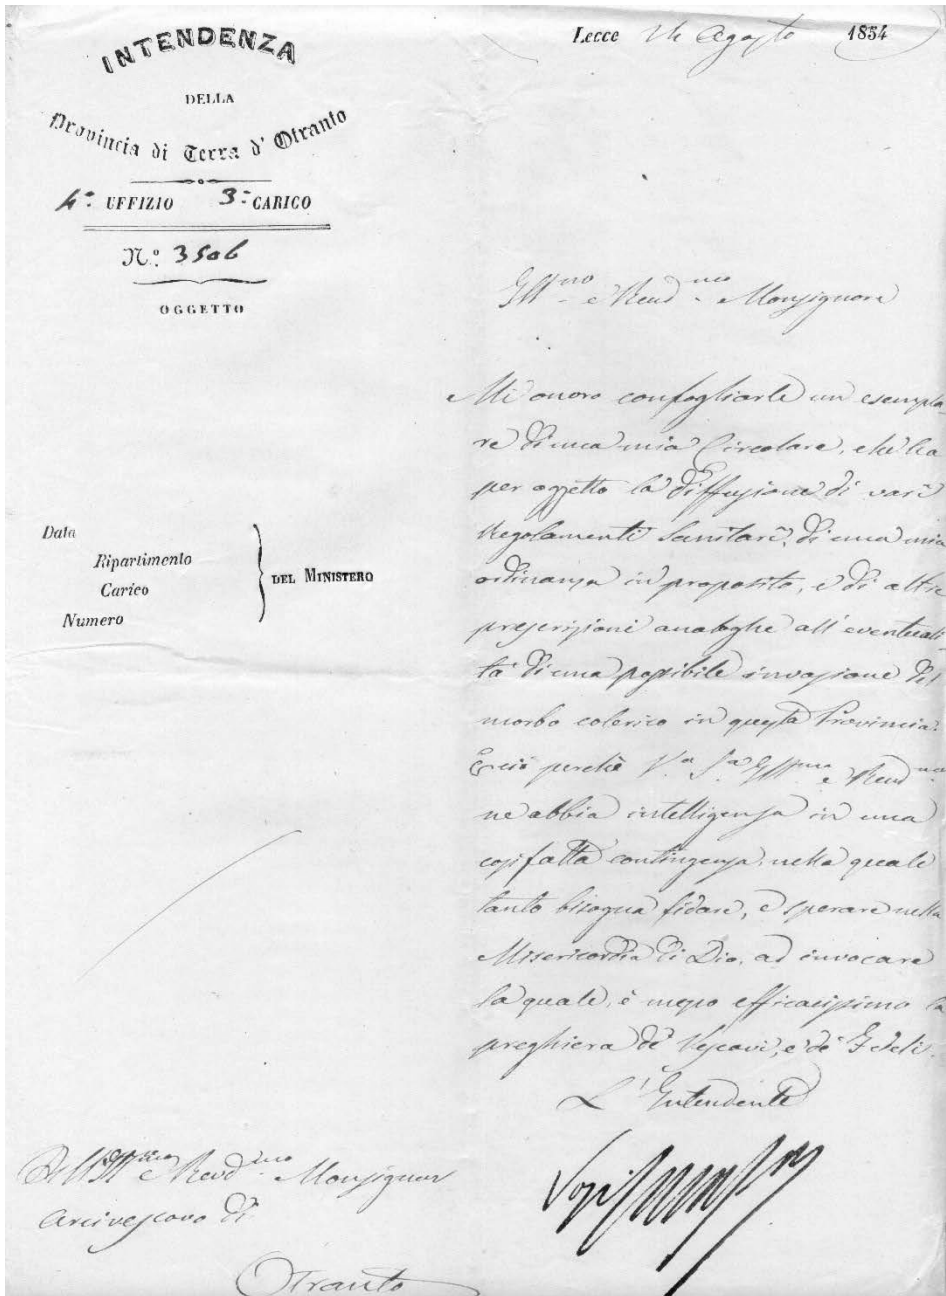 INTENDENZA
DELLA
Provincia di Terra d' Otranto
4.° UFFIZIO 3.° CARICO
N.° 3506
OGGETTO
Lecce 14 Agosto 1854
Ill.mo e Rev.mo Monsignore
Mi onoro confogliarle un esempla-
re di una mia Circolare, che ha
per oggetto la diffusione di varî
Regolamenti Sanitarî, di una mia
ordinanza in proposito, e di altre
prescrizioni analoghe all' eventuali-
tà di una possibile invasione del
morbo colerico in questa Provincia.
E ciò perchè V.a S.a Ill.ma e Rev.ma
ne abbia intelligenza in una
cosifatta contingenza, nella quale
tanto bisogna fidare, e sperare nella
Misericordia di Dio, ad invocare
la quale, è mezzo efficacissimo la
preghiera de' Vescovi, e de' Fedeli.
L' Intendente
Data
Ripartimento
Carico
Numero
DEL MINISTERO
Ill.mo e Rev.mo Monsignor
Arcivescovo di
Otranto